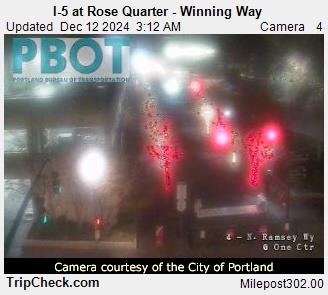 I-5 at Rose Quarter - Winning Way
Updated Dec 12 2024 3:12 AM Camera 4
PBOT
PORTLAND BUREAU OF TRANSPORTATION
4 - N. Ramsey Wy
@ One Ctr
Camera courtesy of the City of Portland
TripCheck.com Milepost302.00